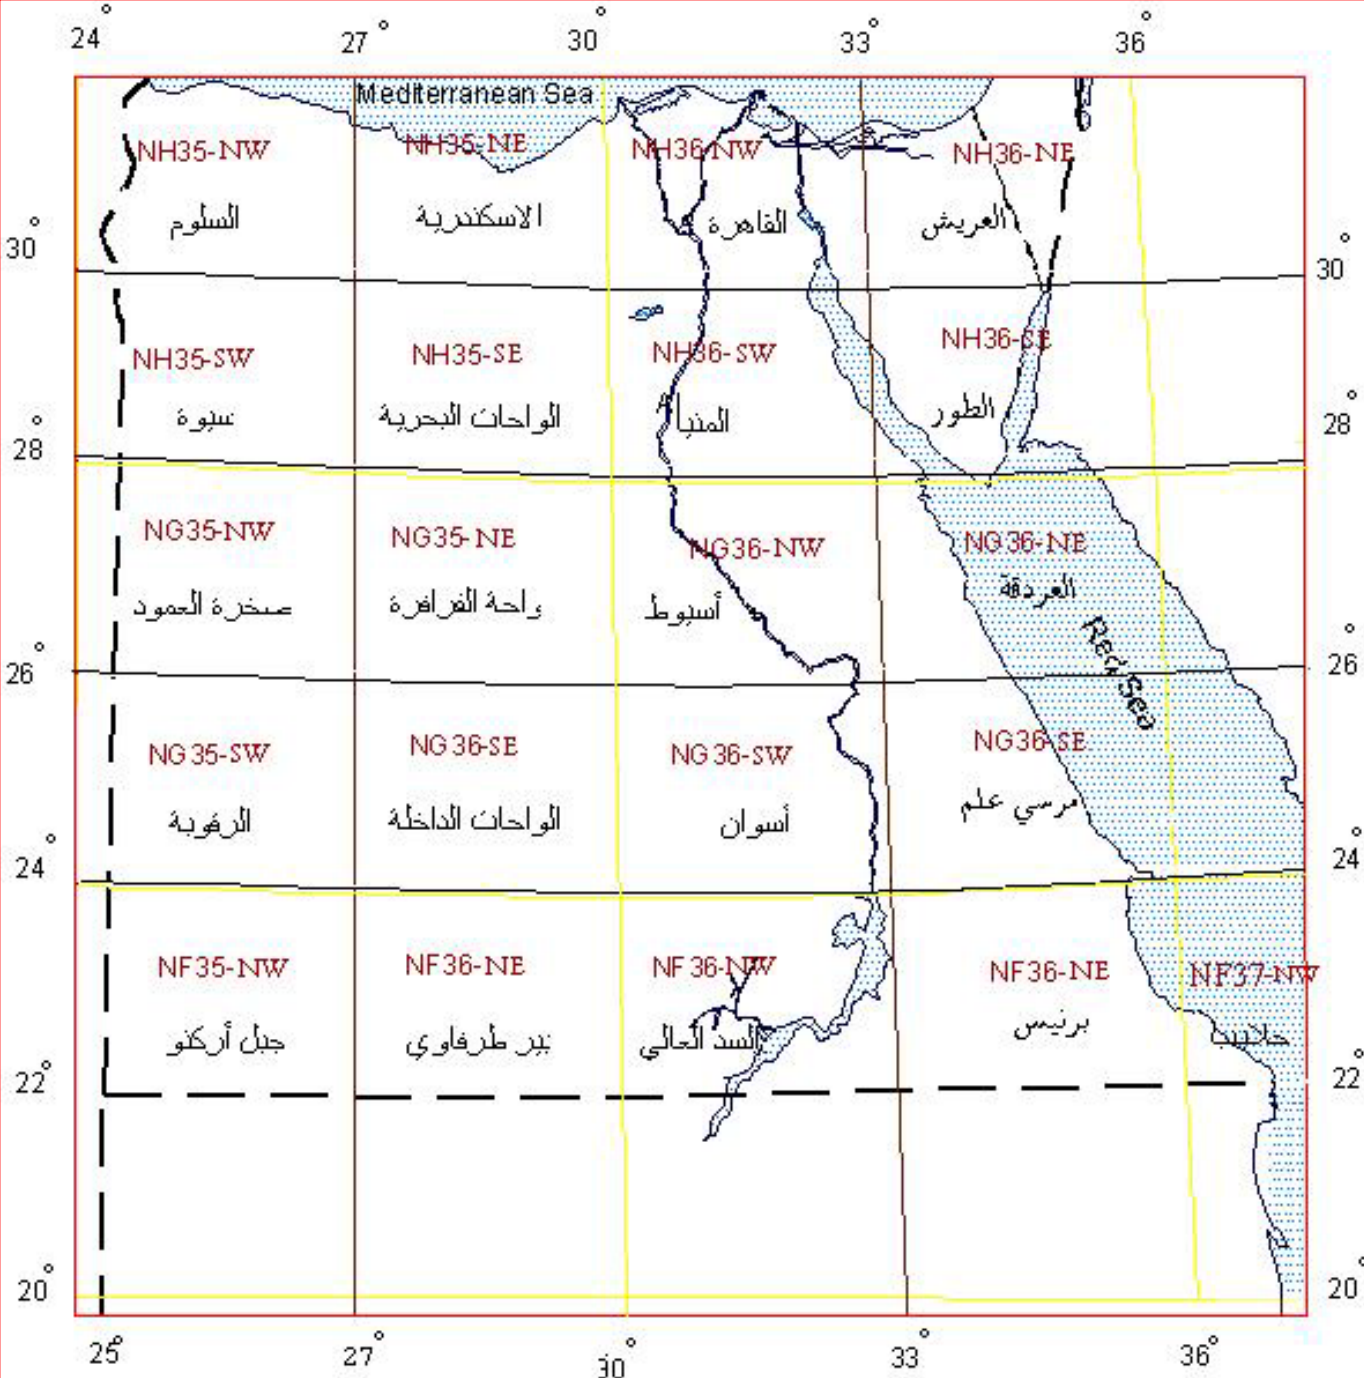 24° 27° 30° 33° 36°
Mediterranean Sea
NH35-NW NH35-NE NH36-NW NH36-NE
السلوم الاسكندرية القاهرة العريش
30° 30°
NH35-SW NH35-SE NH36-SW NH36-SE
سيوة الواحات البحرية المنيا الطور
28° 28°
NG35-NW NG35-NE NG36-NW NG36-NE
صخرة العمود واحة الفرافرة أسيوط الغردقة
Red Sea
26° 26°
NG35-SW NG36-SE NG36-SW NG36-SE
الرقوبة الواحات الداخلة أسوان مرسي علم
24° 24°
NF35-NW NF36-NE NF36-NW NF36-NE NF37-NW
جبل أركنو بير طرفاوي السد العالي برنيس حلايب
22° 22°
20° 20°
25° 27° 30° 33° 36°